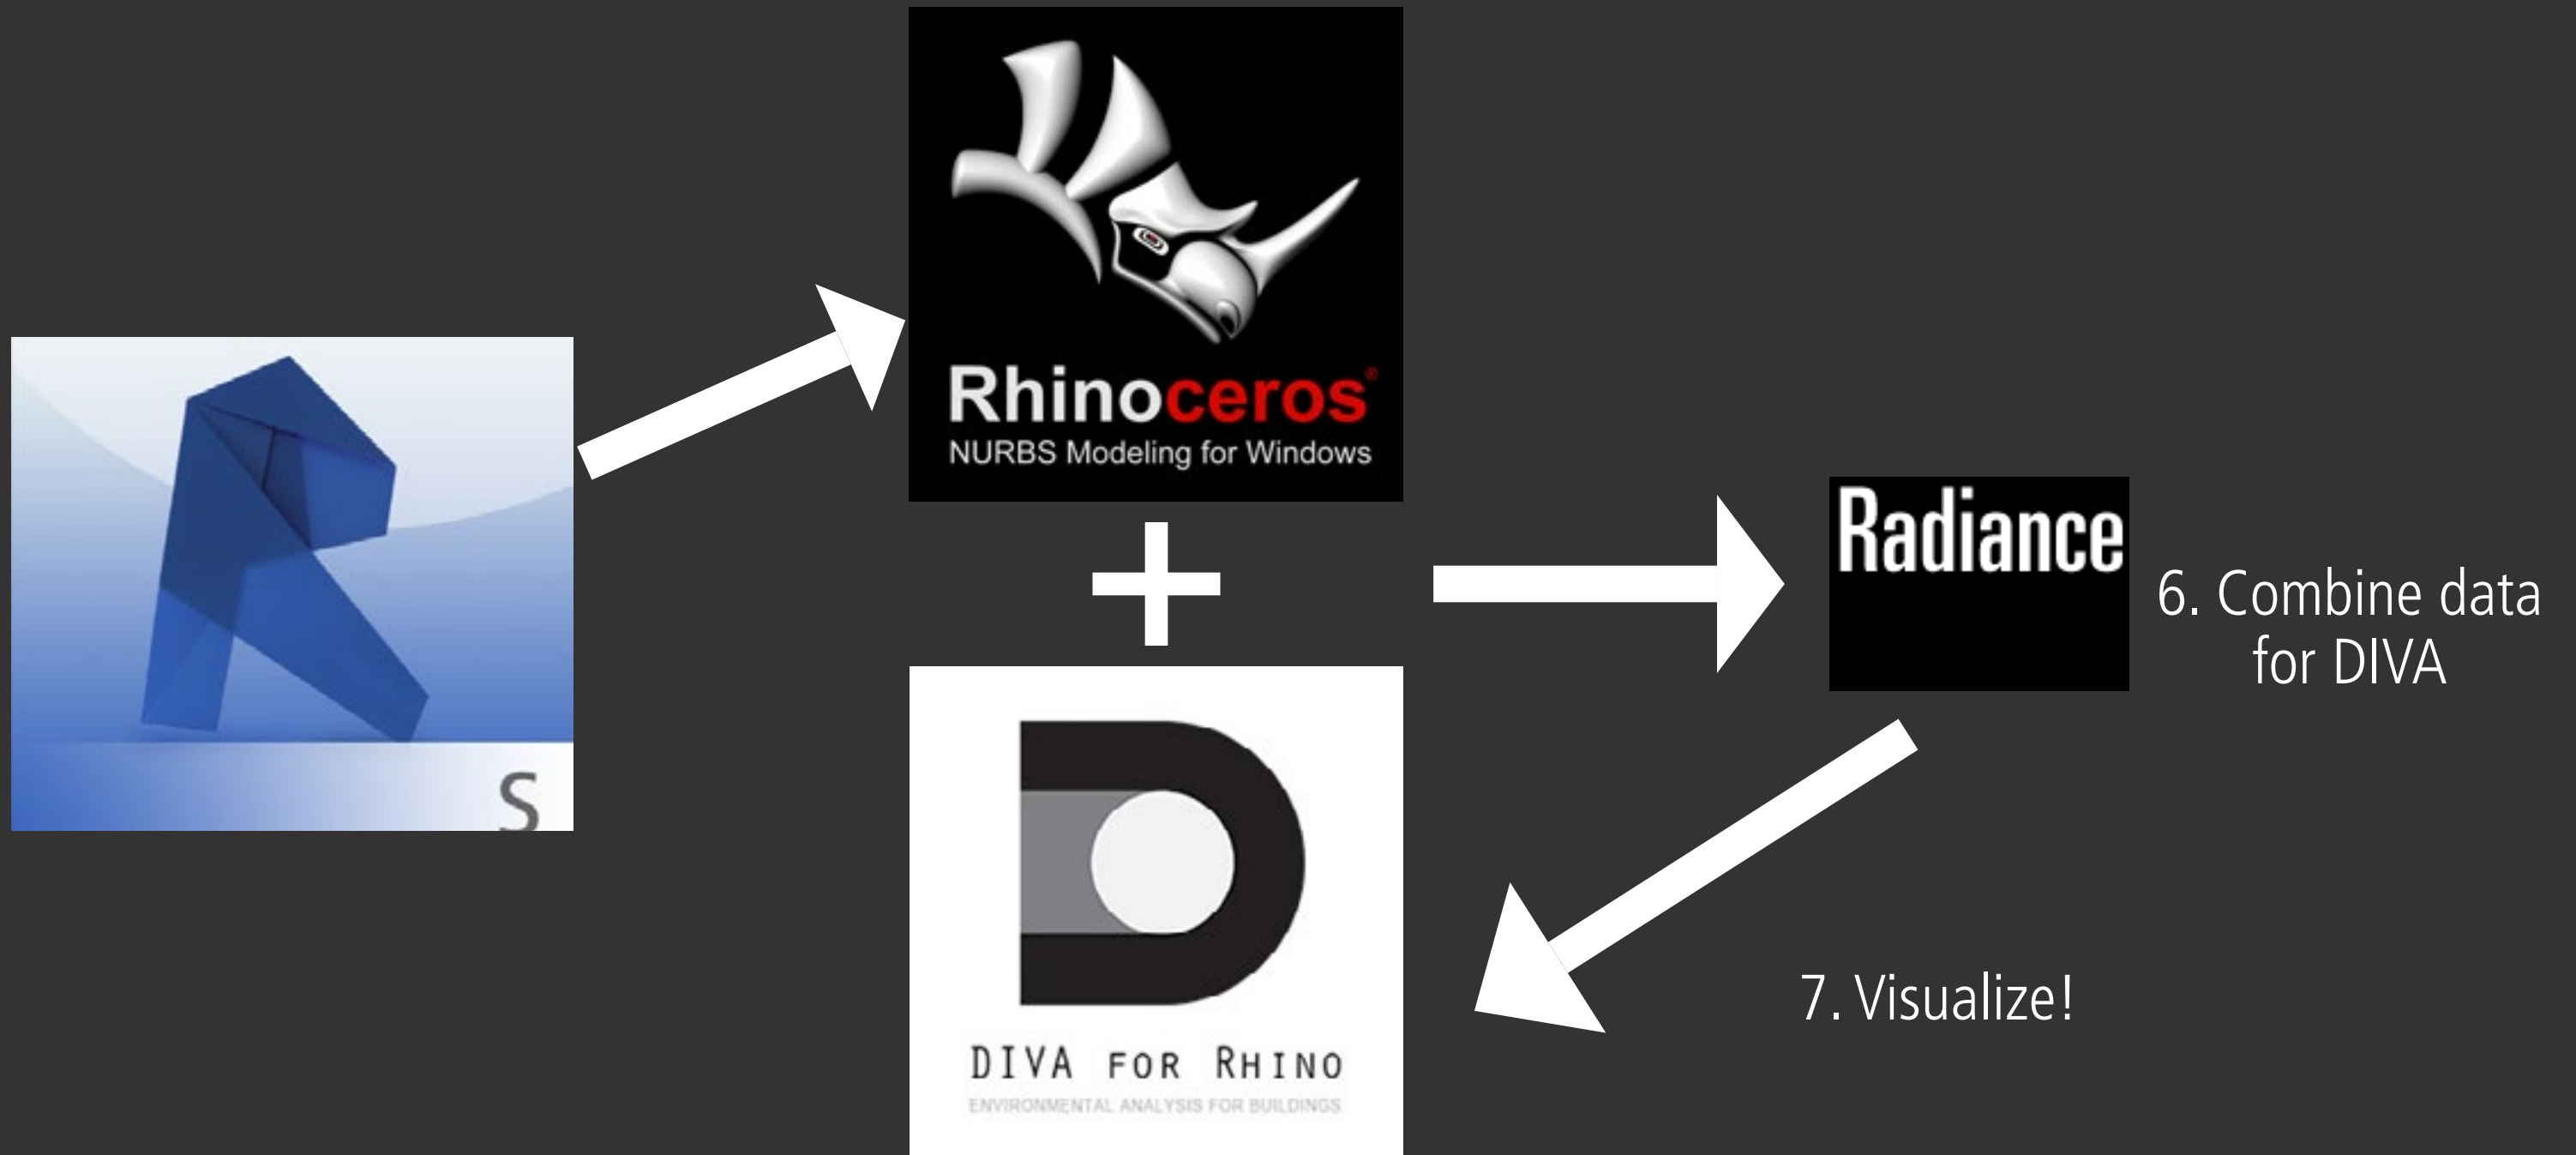 Rhinoceros®
NURBS Modeling for Windows
S
Radiance
6. Combine data
for DIVA
7. Visualize!
DIVA FOR RHINO
ENVIRONMENTAL ANALYSIS FOR BUILDINGS